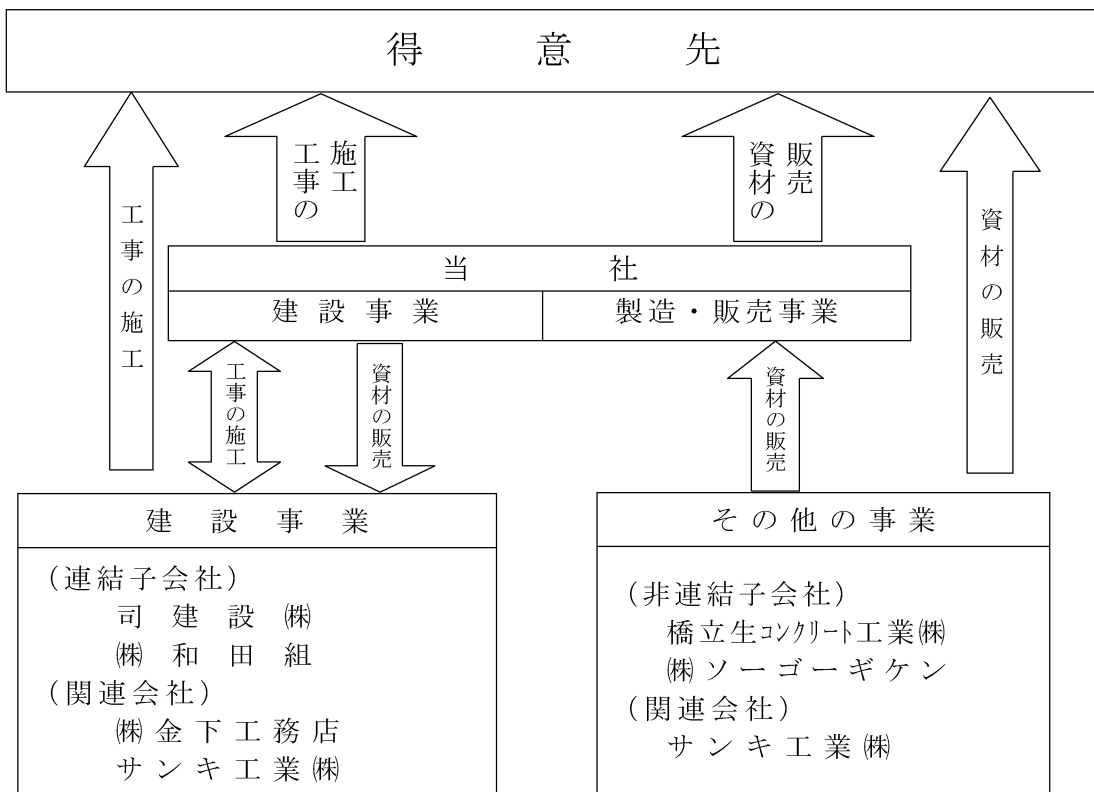 得意先
工事の施工
工事の
施工
資材の
販売
資材の販売
当社
建設事業
製造・販売事業
工事の施工
資材の販売
資材の販売
建設事業
(連結子会社)
司建設㈱
㈱和田組
(関連会社)
㈱金下工務店
サンキ工業㈱
その他の事業
(非連結子会社)
橋立生ｺﾝｸﾘｰﾄ工業㈱
㈱ソーゴーギケン
(関連会社)
サンキ工業㈱